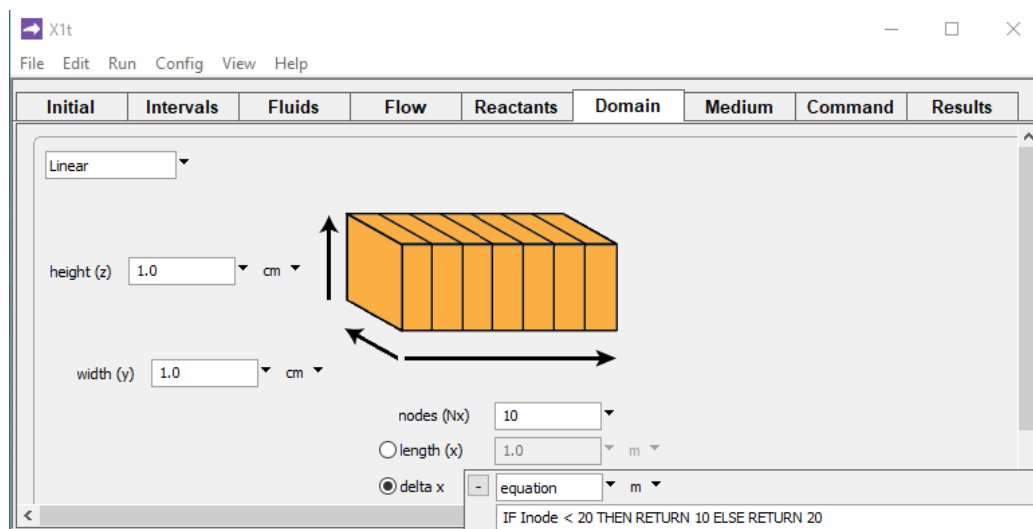 X1t
File Edit Run Config View Help
Initial Intervals Fluids Flow Reactants Domain Medium Command Results
Linear
height (z) 1.0 cm
width (y) 1.0 cm
nodes (Nx) 10
length (x) 1.0 m
delta x - equation m
IF Inode < 20 THEN RETURN 10 ELSE RETURN 20